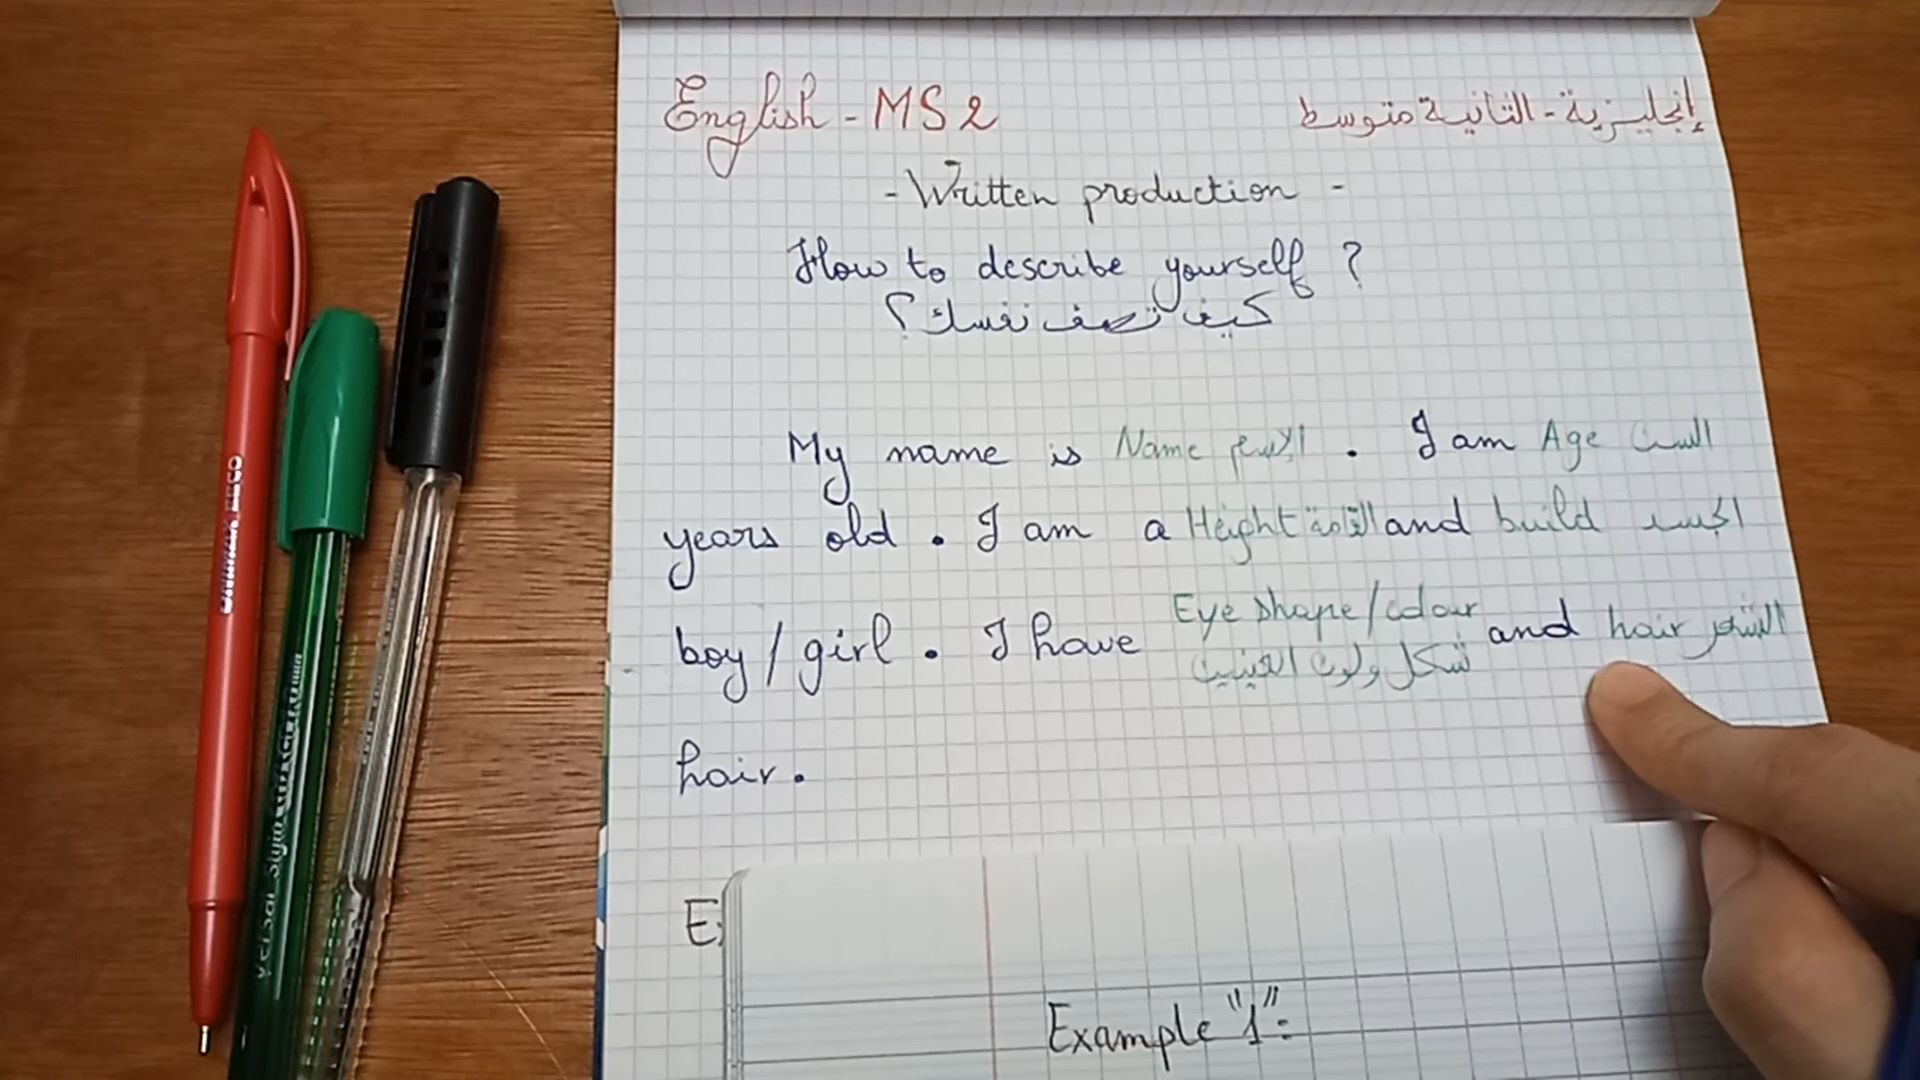 English - MS2 إنجليزية - الثانية متوسط
- Written production -
How to describe yourself ?
كيف تصف نفسك؟
My name is Name الإسم . I am Age السن
years old . I am a Height القامة and build الجسد
boy / girl . I have Eye shape/colour شكل ولون العينين and hair الشعر
hair.
E
Example "1":